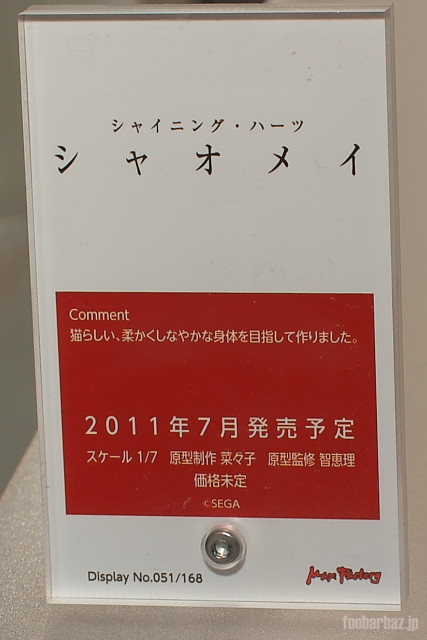 シャイニング・ハーツ
シャオメイ
Comment
猫らしい、柔かくしなやかな身体を目指して作りました。
2011年7月発売予定
スケール 1/7 原型制作 菜々子 原型監修 智恵理
価格未定
©SEGA
Display No.051/168
Max Factory
foobarbaz.jp